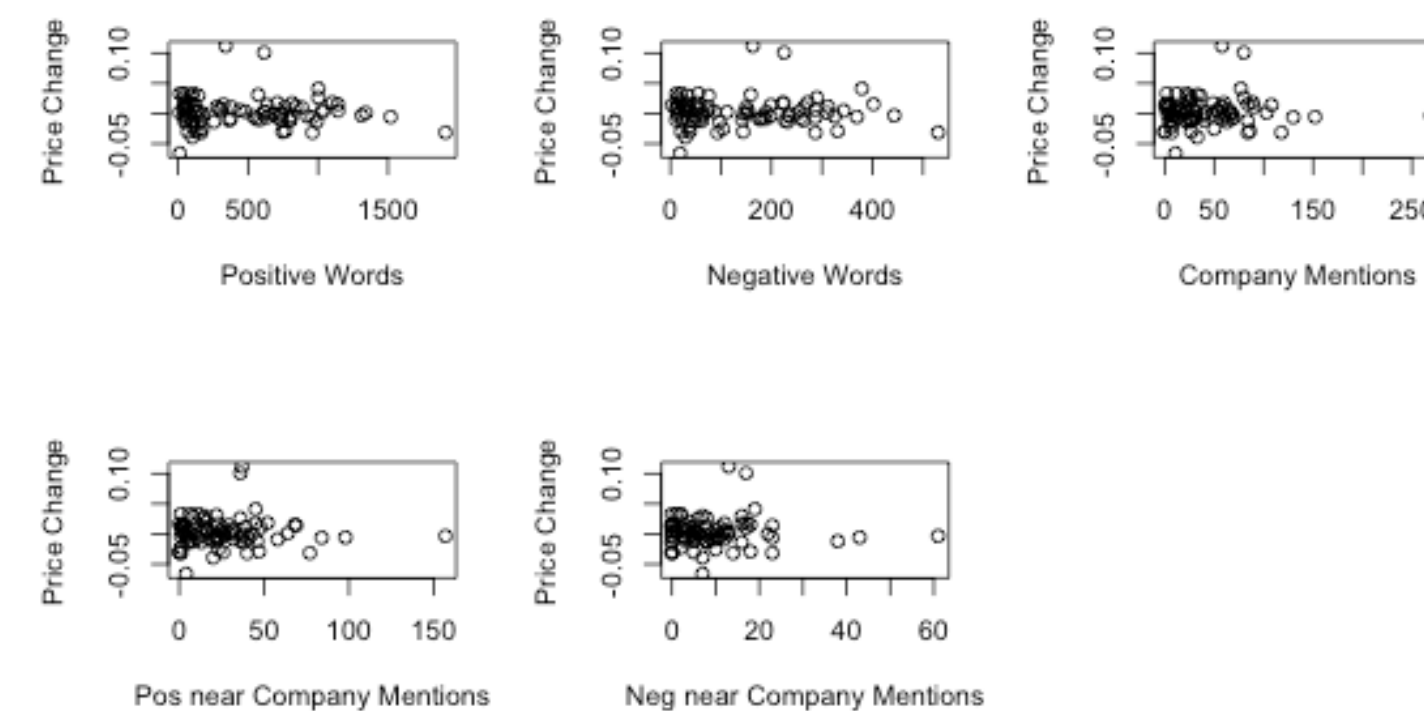 Price Change
0.10
-0.05
0 500 1500
Positive Words
Price Change
0.10
-0.05
0 200 400
Negative Words
Price Change
0.10
-0.05
0 50 150 250
Company Mentions
Price Change
0.10
-0.05
0 50 100 150
Pos near Company Mentions
Price Change
0.10
-0.05
0 20 40 60
Neg near Company Mentions